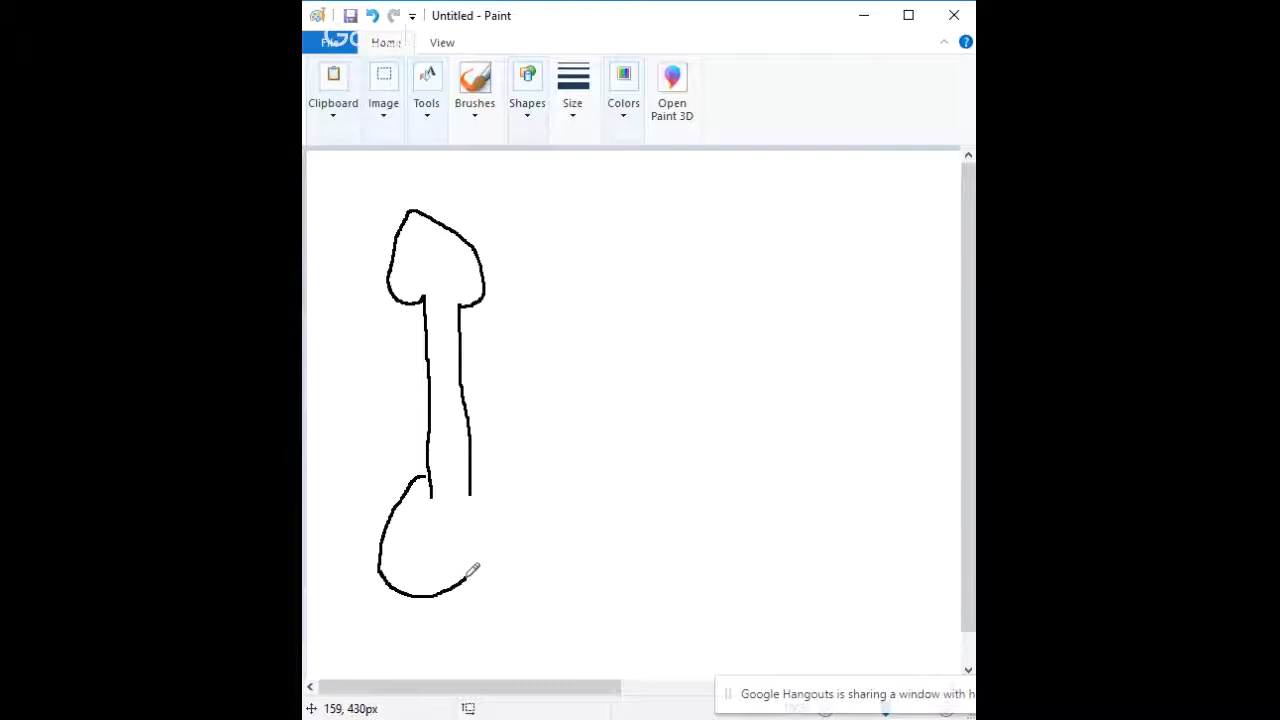 Untitled - Paint
File Home View
Clipboard Image Tools Brushes Shapes Size Colors Open Paint 3D
Google Hangouts is sharing a window with h
159, 430px
100%